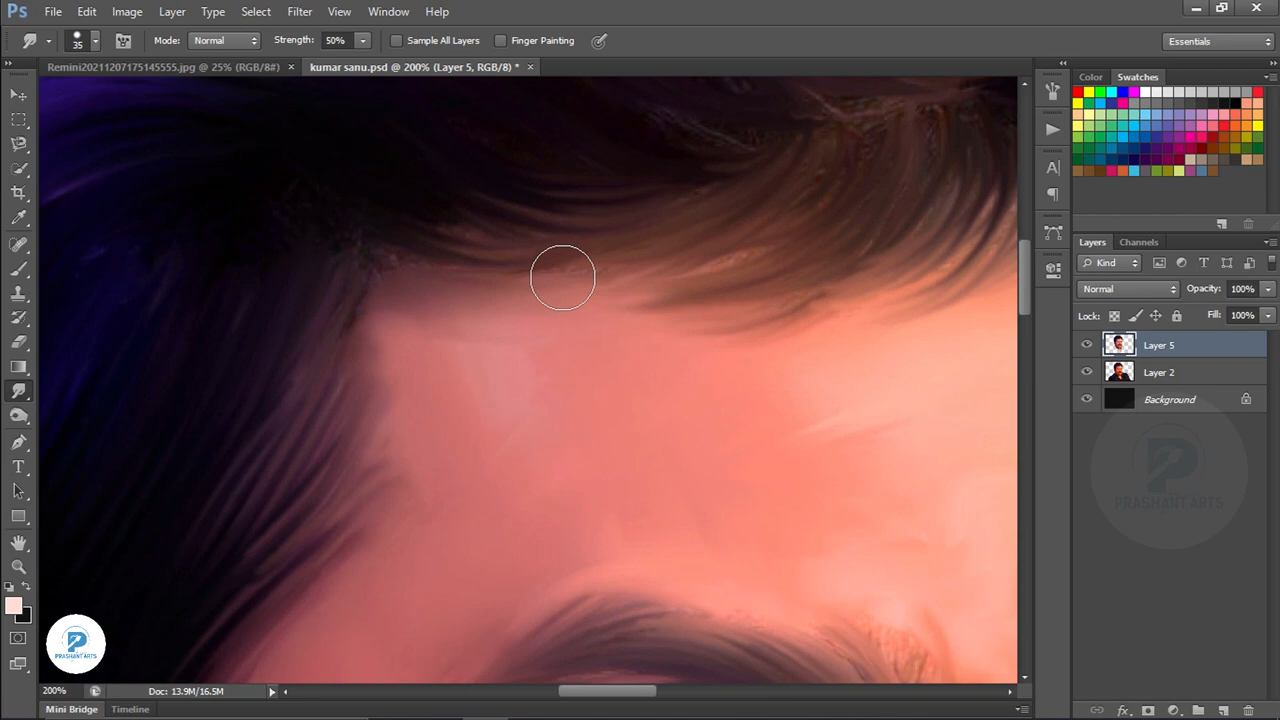 Ps File Edit Image Layer Type Select Filter View Window Help
35 Mode: Normal Strength: 50% Sample All Layers Finger Painting Essentials
Remini20211207175145555.jpg @ 25% (RGB/8#) × kumar sanu.psd @ 200% (Layer 5, RGB/8) * ×
Color Swatches
Layers Channels
Kind
Normal Opacity: 100%
Lock: Fill: 100%
Layer 5
Layer 2
Background
PRASHANT ARTS
PRASHANT ARTS
200% Doc: 13.9M/16.5M
Mini Bridge Timeline